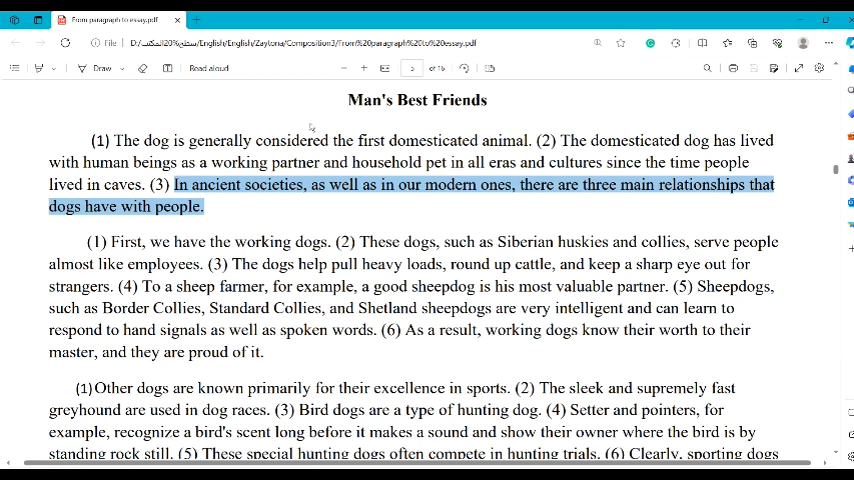 From paragraph to essay.pdf
File
D:/سطح%20المكتب/English/English/Zaytona/Composition3/From%20paragraph%20to%20essay.pdf
Draw
Read aloud
of 16
Man's Best Friends
(1) The dog is generally considered the first domesticated animal. (2) The domesticated dog has lived
with human beings as a working partner and household pet in all eras and cultures since the time people
lived in caves. (3) In ancient societies, as well as in our modern ones, there are three main relationships that
dogs have with people.
(1) First, we have the working dogs. (2) These dogs, such as Siberian huskies and collies, serve people
almost like employees. (3) The dogs help pull heavy loads, round up cattle, and keep a sharp eye out for
strangers. (4) To a sheep farmer, for example, a good sheepdog is his most valuable partner. (5) Sheepdogs,
such as Border Collies, Standard Collies, and Shetland sheepdogs are very intelligent and can learn to
respond to hand signals as well as spoken words. (6) As a result, working dogs know their worth to their
master, and they are proud of it.
(1)Other dogs are known primarily for their excellence in sports. (2) The sleek and supremely fast
greyhound are used in dog races. (3) Bird dogs are a type of hunting dog. (4) Setter and pointers, for
example, recognize a bird's scent long before it makes a sound and show their owner where the bird is by
standing rock still. (5) These special hunting dogs often compete in hunting trials. (6) Clearly, sporting dogs